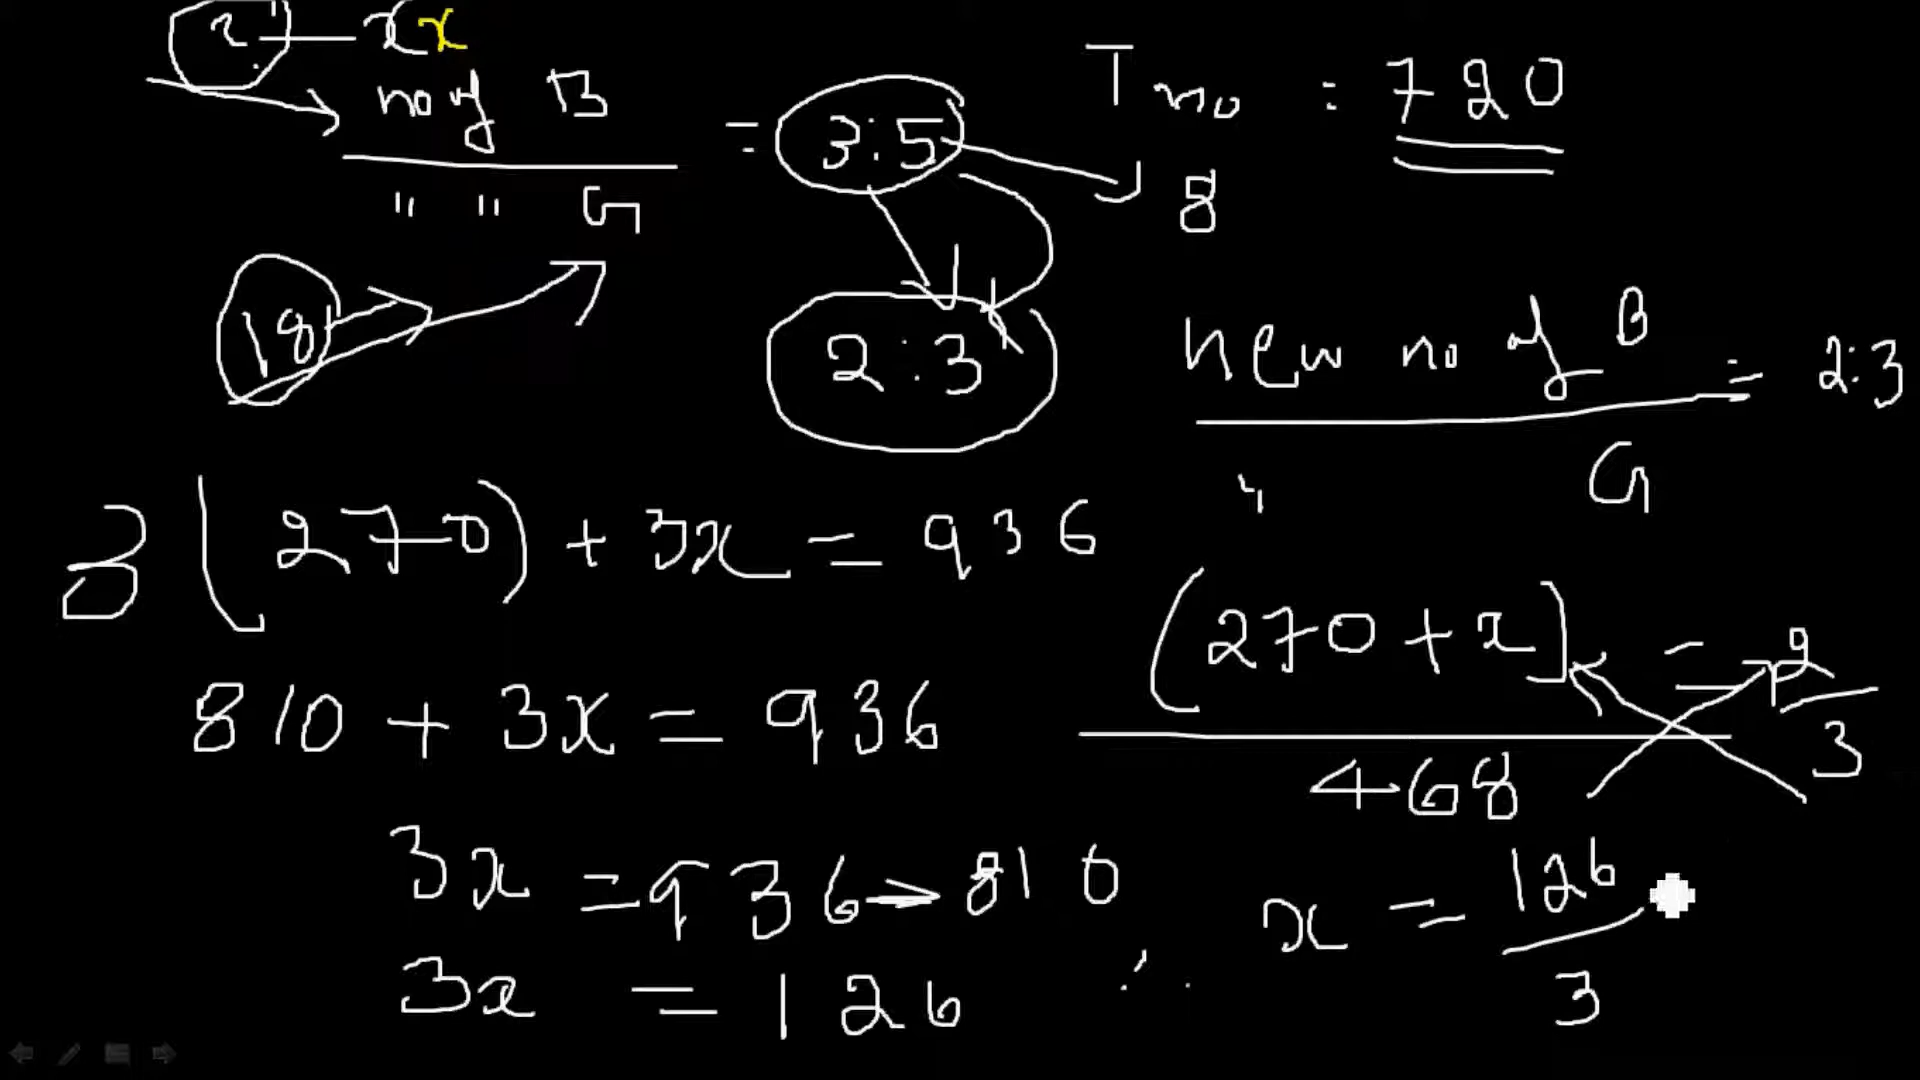 ? x x
no of B = 3:5
" " G
T no : 720
8
18
2:3
new no of B = 2:3
" G
3(270) + 3x = 936
(270 + x) = 2
468 3
810 + 3x = 936
3x = 936 - 810
3x = 126
∴ x = 126
3